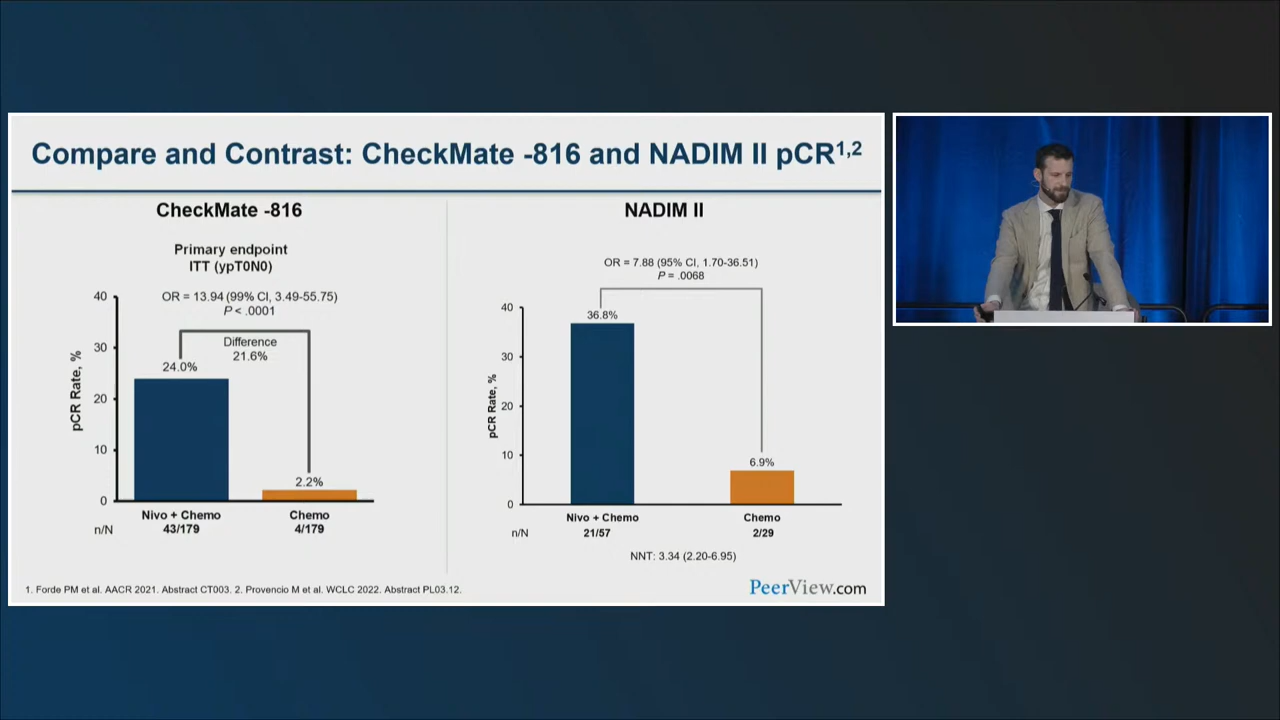 Compare and Contrast: CheckMate -816 and NADIM II pCR1,2
CheckMate -816
Primary endpoint
ITT (ypT0N0)
OR = 13.94 (99% CI, 3.49-55.75)
P < .0001
Difference
21.6%
40
30
20
10
0
pCR Rate, %
24.0%
2.2%
Nivo + Chemo
Chemo
n/N
43/179
4/179
NADIM II
OR = 7.88 (95% CI, 1.70-36.51)
P = .0068
40
30
20
10
0
pCR Rate, %
36.8%
6.9%
Nivo + Chemo
Chemo
n/N
21/57
2/29
NNT: 3.34 (2.20-6.95)
1. Forde PM et al. AACR 2021. Abstract CT003. 2. Provencio M et al. WCLC 2022. Abstract PL03.12.
PeerView.com